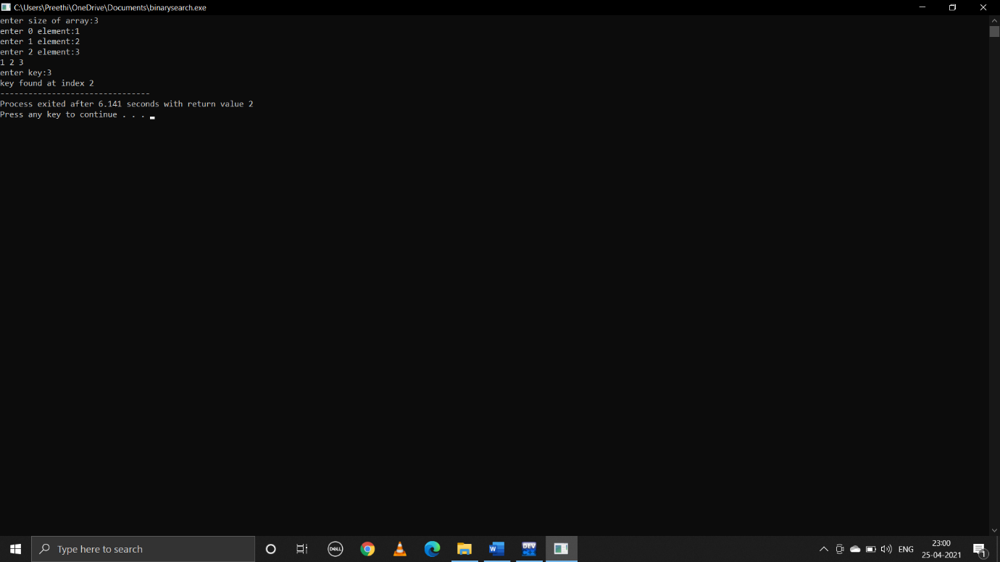 C:\Users\Preethi\OneDrive\Documents\binarysearch.exe
enter size of array:3
enter 0 element:1
enter 1 element:2
enter 2 element:3
1 2 3
enter key:3
key found at index 2
--------------------------------
Process exited after 6.141 seconds with return value 2
Press any key to continue . . .
Type here to search
DELL
W
DEV
C++
ENG
23:00
25-04-2021
1